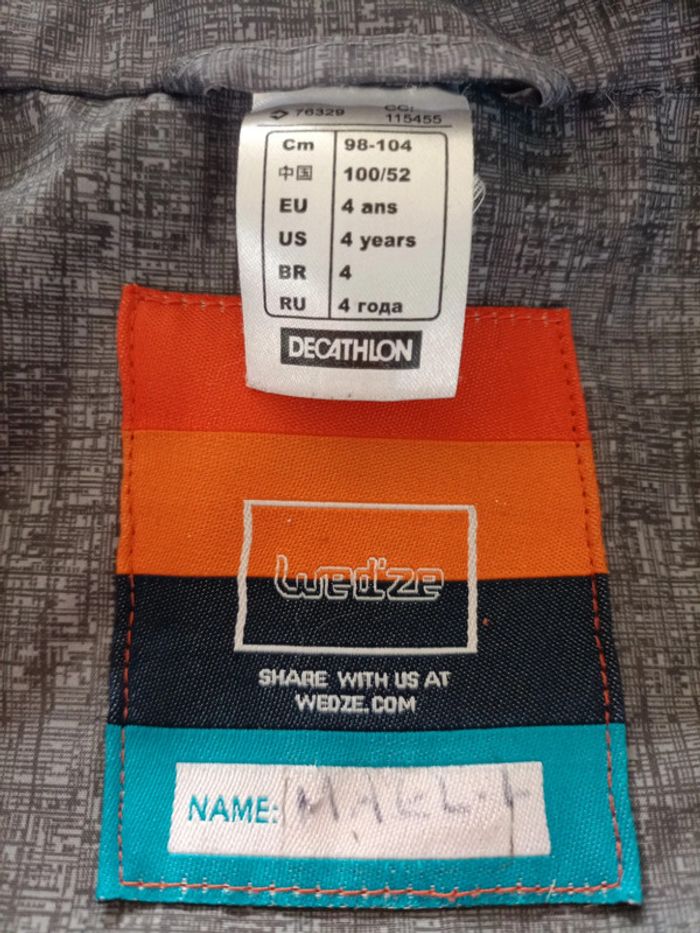 76329 CC:
115455
Cm 98-104
中国 100/52
EU 4 ans
US 4 years
BR 4
RU 4 года
DECATHLON
wed'ze
SHARE WITH US AT
WEDZE.COM
NAME: